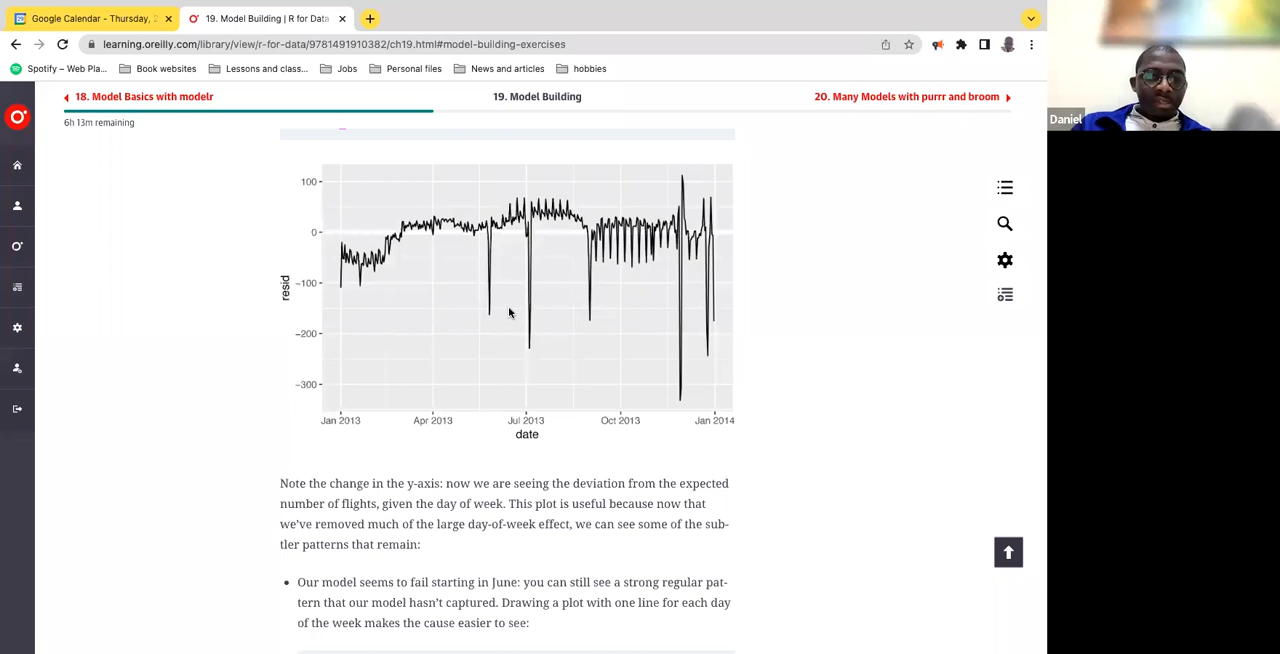 Google Calendar - Thursday, 2
19. Model Building | R for Data
learning.oreilly.com/library/view/r-for-data/9781491910382/ch19.html#model-building-exercises
Spotify – Web Pla...
Book websites
Lessons and class...
Jobs
Personal files
News and articles
hobbies
18. Model Basics with modelr
19. Model Building
20. Many Models with purrr and broom
6h 13m remaining
Daniel
100
0
−100
−200
−300
resid
Jan 2013
Apr 2013
Jul 2013
Oct 2013
Jan 2014
date
Note the change in the y-axis: now we are seeing the deviation from the expected
number of flights, given the day of week. This plot is useful because now that
we’ve removed much of the large day-of-week effect, we can see some of the sub-
tler patterns that remain:
• Our model seems to fail starting in June: you can still see a strong regular pat-
tern that our model hasn’t captured. Drawing a plot with one line for each day
of the week makes the cause easier to see: